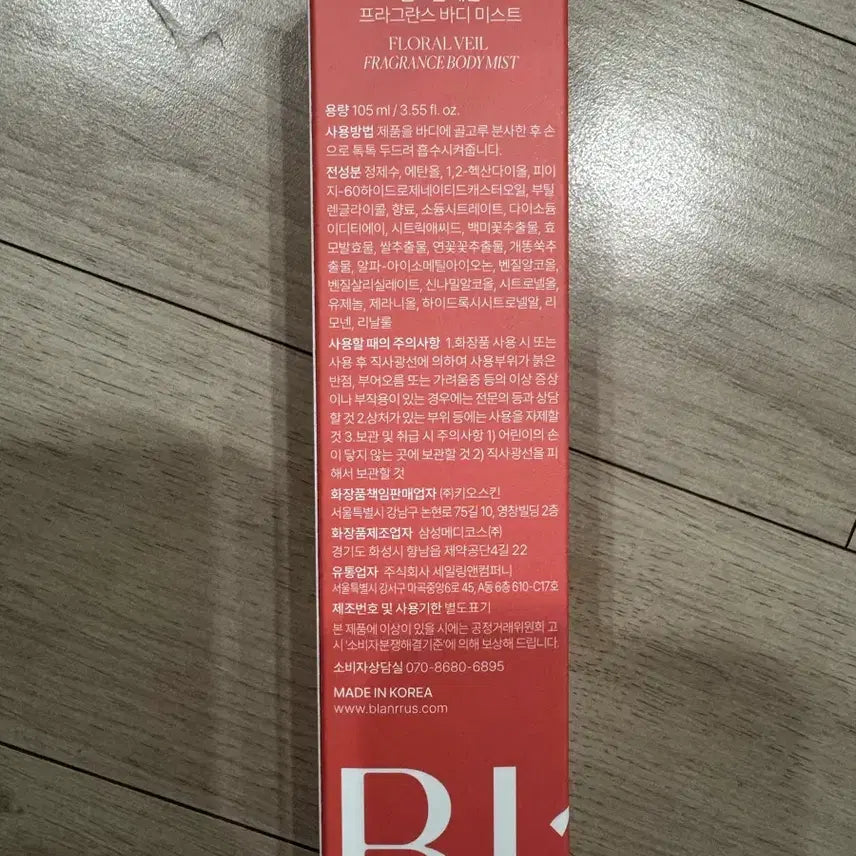 프라그란스 바디 미스트
FLORAL VEIL
FRAGRANCE BODY MIST
용량 105 ml / 3.55 fl. oz.
사용방법 제품을 바디에 골고루 분사한 후 손
으로 톡톡 두드려 흡수시켜줍니다.
전성분 정제수, 에탄올, 1,2-헥산다이올, 피이
지-60하이드로제네이티드캐스터오일, 부틸
렌글라이콜, 향료, 소듐시트레이트, 다이소듐
이디티에이, 시트릭애씨드, 백미꽃추출물, 효
모발효물, 쌀추출물, 연꽃꽃추출물, 개똥쑥추
출물, 알파-아이소메틸아이오논, 벤질알코올,
벤질살리실레이트, 신나밀알코올, 시트로넬올,
유제놀, 제라니올, 하이드록시시트로넬알, 리
모넨, 리날룰
사용할 때의 주의사항 1.화장품 사용 시 또는
사용 후 직사광선에 의하여 사용부위가 붉은
반점, 부어오름 또는 가려움증 등의 이상 증상
이나 부작용이 있는 경우에는 전문의 등과 상담
할 것 2.상처가 있는 부위 등에는 사용을 자제할
것 3.보관 및 취급 시 주의사항 1) 어린이의 손
이 닿지 않는 곳에 보관할 것 2) 직사광선을 피
해서 보관할 것
화장품책임판매업자 ㈜키오스킨
서울특별시 강남구 논현로 75길 10, 영창빌딩 2층
화장품제조업자 삼성메디코스㈜
경기도 화성시 향남읍 제약공단4길 22
유통업자 주식회사 세일링앤컴퍼니
서울특별시 강서구 마곡중앙6로 45, A동 6층 610-C17호
제조번호 및 사용기한 별도표기
본 제품에 이상이 있을 시에는 공정거래위원회 고
시 '소비자분쟁해결기준'에 의해 보상해 드립니다.
소비자상담실 070-8680-6895
MADE IN KOREA
www.blanrrus.com